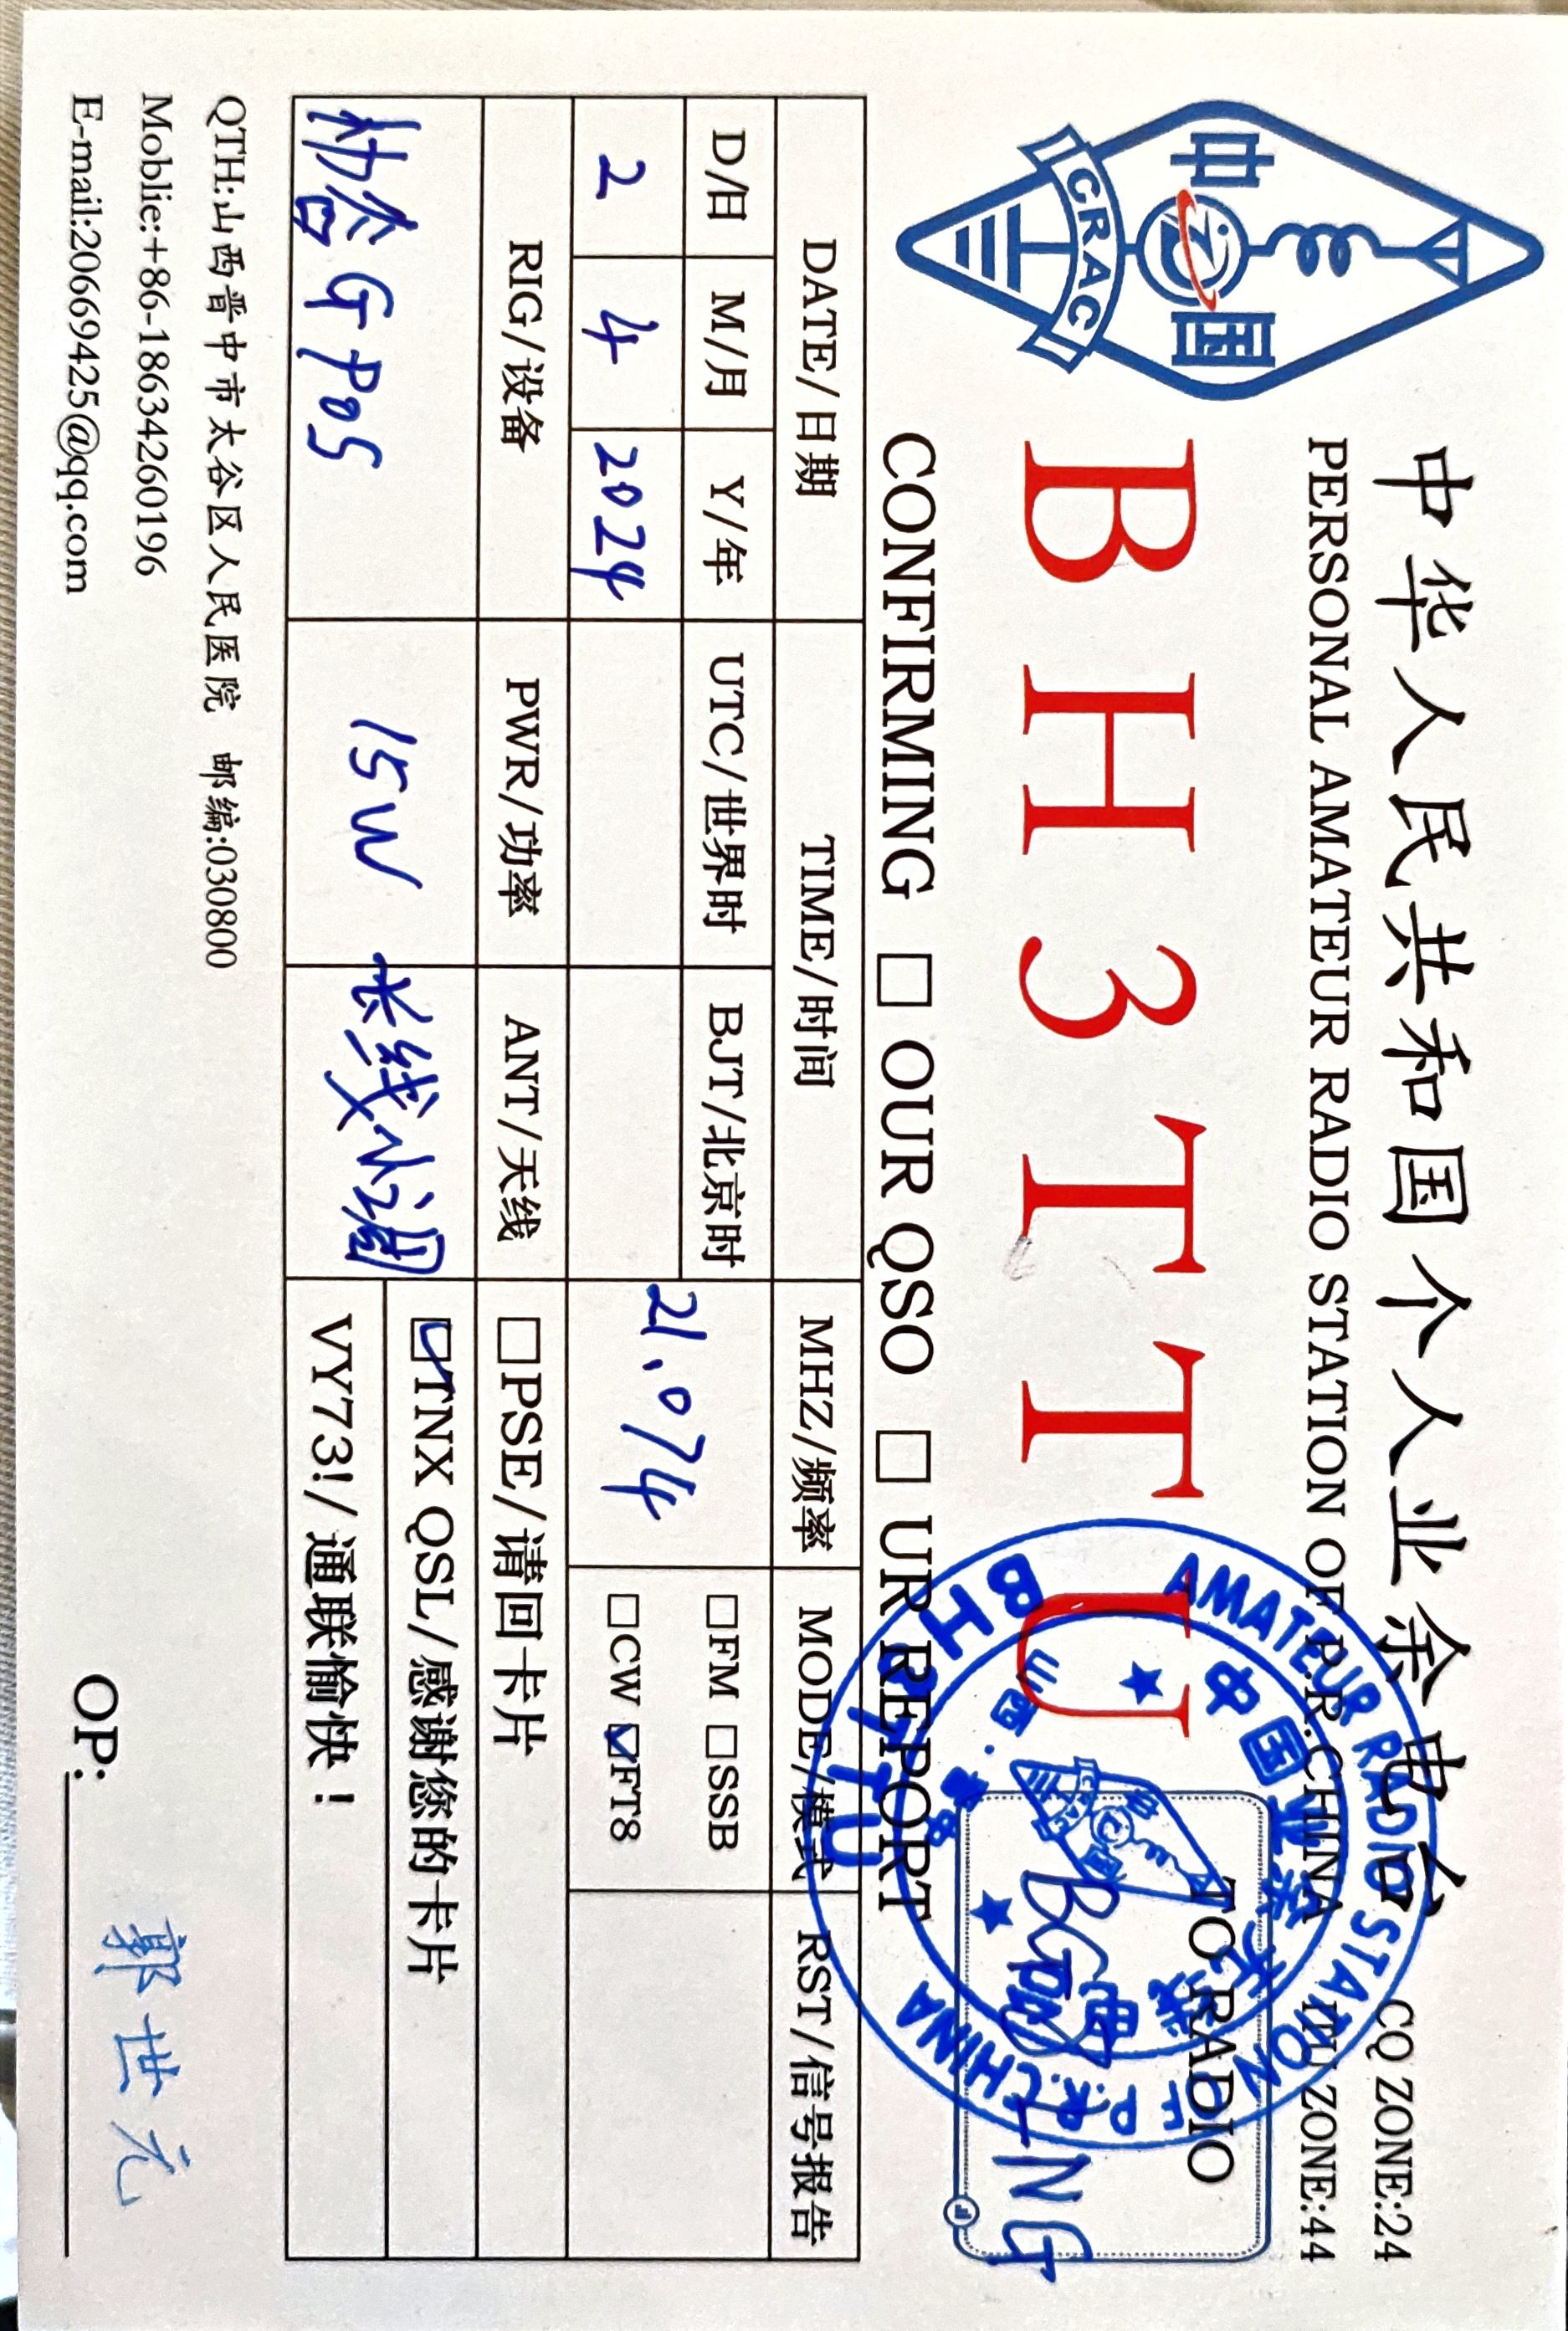 中国
CRAC
中华人民共和国个人业余电台
CQ ZONE:24
PERSONAL AMATEUR RADIO STATION OF P.R.CHINA
ITU ZONE:44
BH3TTU
TO RADIO
AMATEUR RADIO STATION OF P.R.CHINA
BH3TTU
CONFIRMING □ OUR QSO □ UR REPORT
DATE/日期 TIME/时间 MHZ/频率 MODE/模式 RST/信号报告
D/日 M/月 Y/年 UTC/世界时 BJT/北京时 21.074 □FM □SSB
2 4 2024 □CW ☑FT8
RIG/设备 PWR/功率 ANT/天线 □PSE/请回卡片
协谷GP05 15W 长线小调 ☑TNX QSL/感谢您的卡片
VY73!/通联愉快！
QTH:山西晋中市太谷区人民医院 邮编:030800
Moblie:+86-18634260196
E-mail:20669425@qq.com
OP: 郭世元